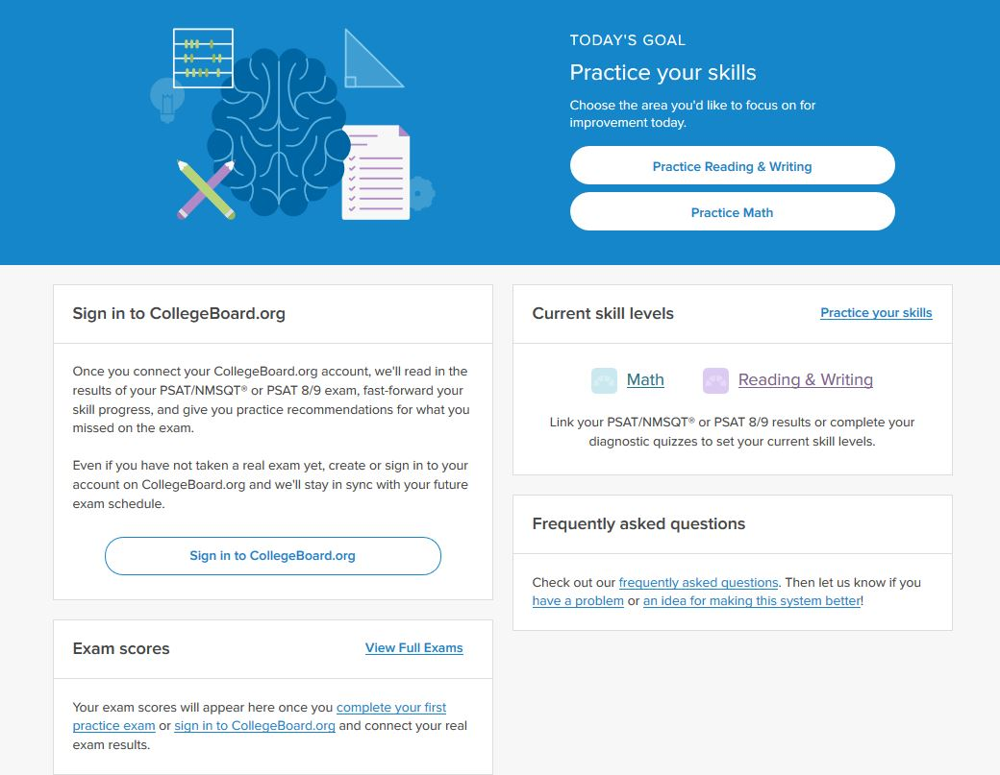 TODAY'S GOAL
Practice your skills
Choose the area you'd like to focus on for
improvement today.
Practice Reading & Writing
Practice Math
Sign in to CollegeBoard.org
Once you connect your CollegeBoard.org account, we'll read in the
results of your PSAT/NMSQT® or PSAT 8/9 exam, fast-forward your
skill progress, and give you practice recommendations for what you
missed on the exam.
Even if you have not taken a real exam yet, create or sign in to your
account on CollegeBoard.org and we'll stay in sync with your future
exam schedule.
Sign in to CollegeBoard.org
Exam scores
View Full Exams
Your exam scores will appear here once you complete your first
practice exam or sign in to CollegeBoard.org and connect your real
exam results.
Current skill levels
Practice your skills
Math
Reading & Writing
Link your PSAT/NMSQT® or PSAT 8/9 results or complete your
diagnostic quizzes to set your current skill levels.
Frequently asked questions
Check out our frequently asked questions. Then let us know if you
have a problem or an idea for making this system better!